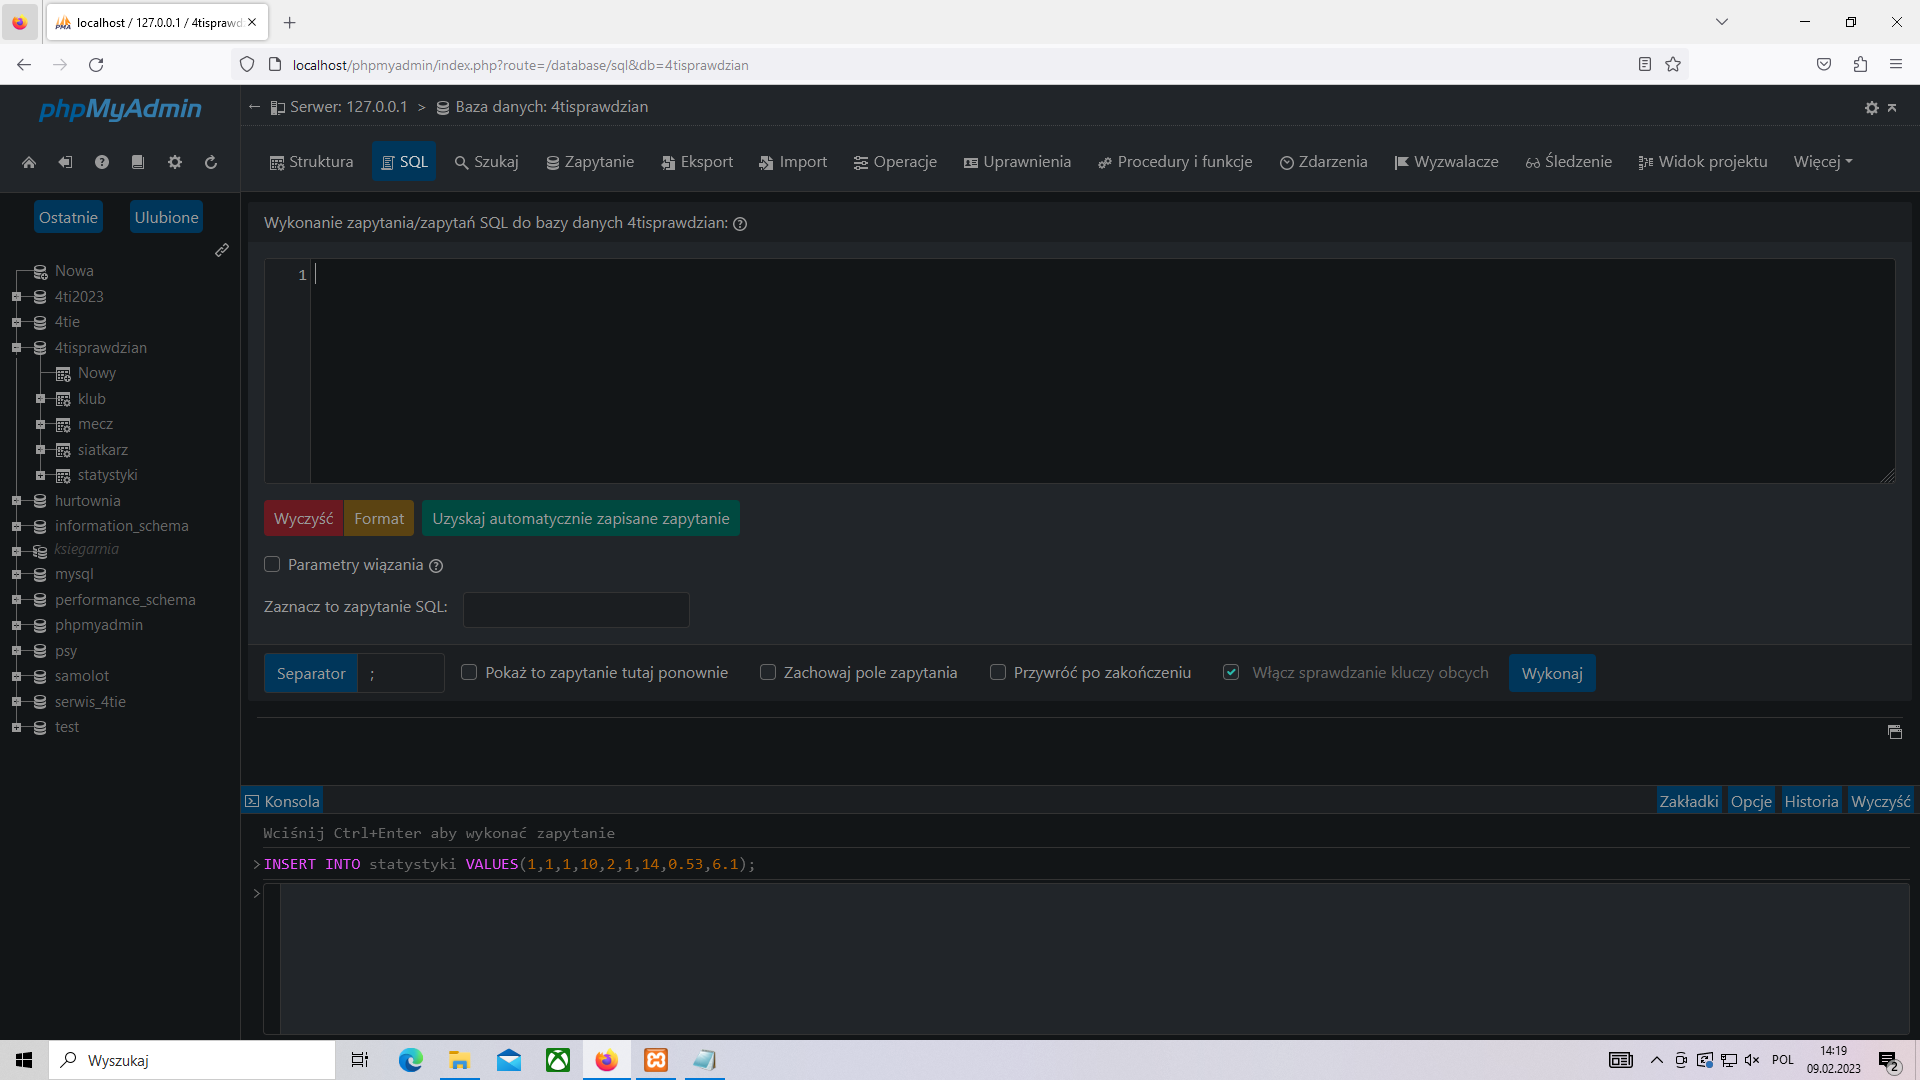 localhost / 127.0.0.1 / 4tisprawd
localhost/phpmyadmin/index.php?route=/database/sql&db=4tisprawdzian
phpMyAdmin
Ostatnie
Ulubione
Nowa
4ti2023
4tie
4tisprawdzian
Nowy
klub
mecz
siatkarz
statystyki
hurtownia
information_schema
ksiegarnia
mysql
performance_schema
phpmyadmin
psy
samolot
serwis_4tie
test
Serwer: 127.0.0.1 > Baza danych: 4tisprawdzian
Struktura SQL Szukaj Zapytanie Eksport Import Operacje Uprawnienia Procedury i funkcje Zdarzenia Wyzwalacze Śledzenie Widok projektu Więcej
Wykonanie zapytania/zapytań SQL do bazy danych 4tisprawdzian:
1
Wyczyść Format Uzyskaj automatycznie zapisane zapytanie
Parametry wiązania
Zaznacz to zapytanie SQL:
Separator ; Pokaż to zapytanie tutaj ponownie Zachowaj pole zapytania Przywróć po zakończeniu Włącz sprawdzanie kluczy obcych Wykonaj
Konsola Zakładki Opcje Historia Wyczyść
Wciśnij Ctrl+Enter aby wykonać zapytanie
>INSERT INTO statystyki VALUES(1,1,1,10,2,1,14,0.53,6.1);
>
Wyszukaj
POL
14:19
09.02.2023
2